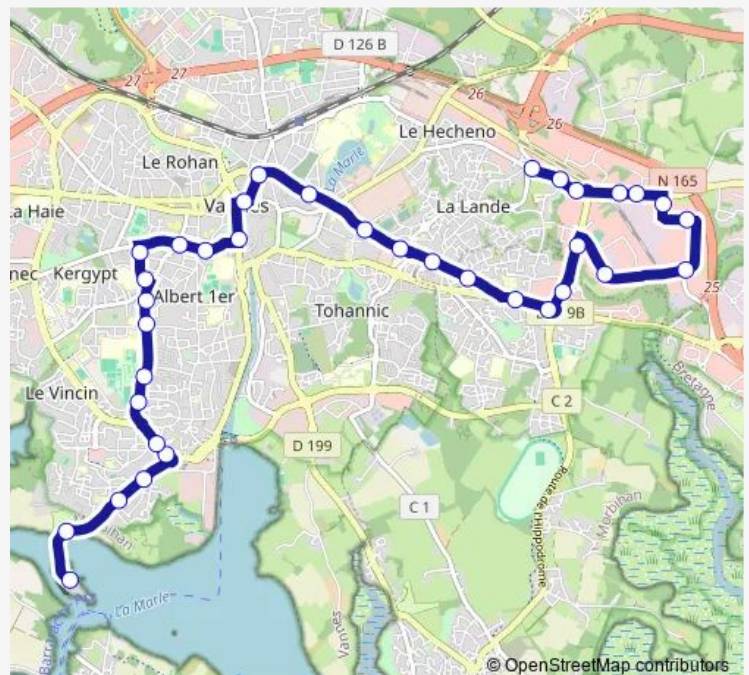 D 126 B
27
27
26
Le Hecheno
26
Le Rohan
La Marle
N 165
La Haie
La Lande
Kergypt
Albert 1er
25
Tohannic
9B
Le Vincin
C 2
D 199
C 1
Route de l'Hippodrome
Morbihan
Bretagne
La Marle
Vannes
© OpenStreetMap contributors